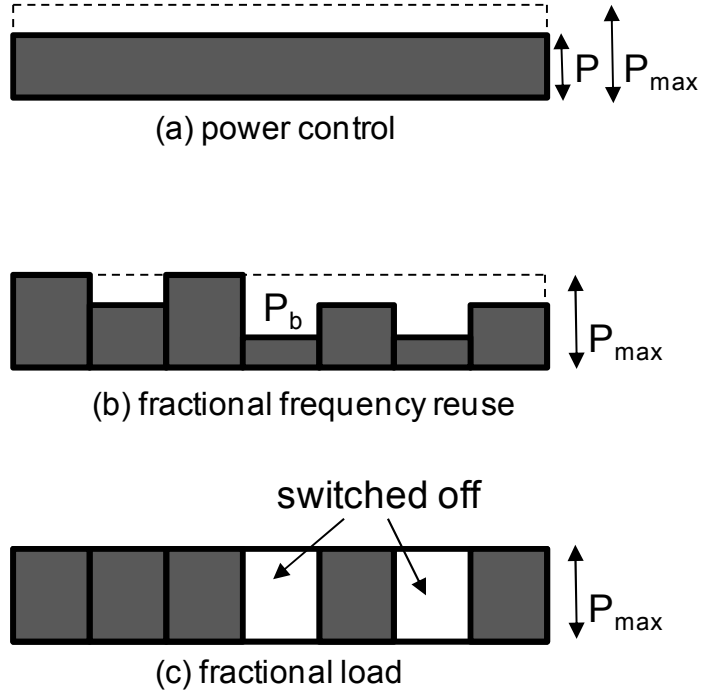 P P_max
(a) power control
P_b
P_max
(b) fractional frequency reuse
switched off
P_max
(c) fractional load